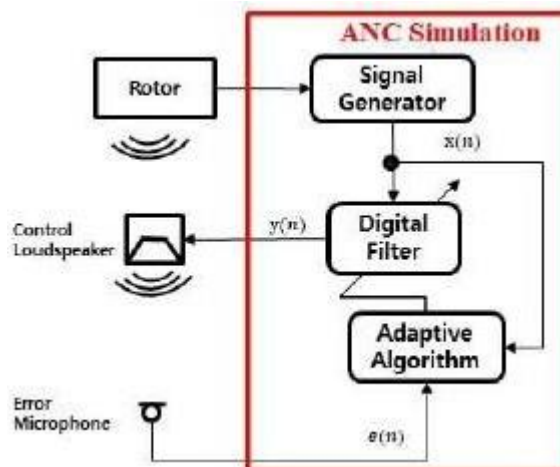 ANC Simulation
Rotor
Signal
Generator
x(n)
Control
Loudspeaker
y(n)
Digital
Filter
Adaptive
Algorithm
Error
Microphone
e(n)